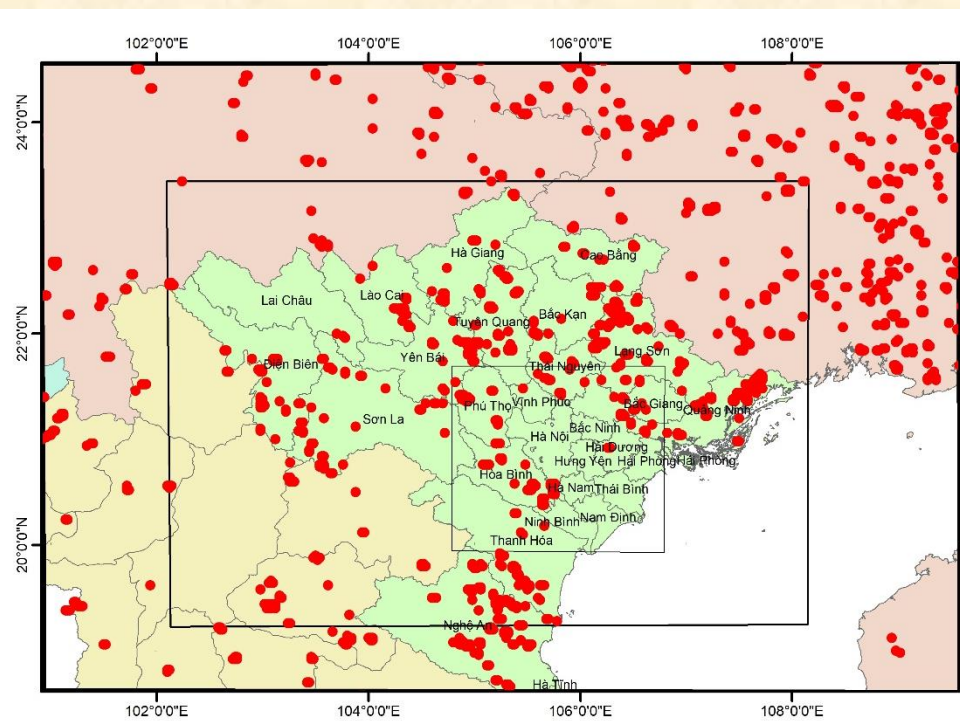 102°0'0"E 104°0'0"E 106°0'0"E 108°0'0"E
24°0'0"N
22°0'0"N
20°0'0"N
Hà Giang
Cao Bằng
Lai Châu
Lào Cai
Bắc Kạn
Tuyên Quang
Yên Bái
Lạng Sơn
Điện Biên
Thái Nguyên
Sơn La
Phú Thọ
Vĩnh Phúc
Bắc Giang
Quảng Ninh
Hà Nội
Bắc Ninh
Hải Dương
Hưng Yên
Hải Phòng
Hải Phòng
Hòa Bình
Hà Nam
Thái Bình
Ninh Bình
Nam Định
Thanh Hóa
Nghệ An
Hà Tĩnh
102°0'0"E 104°0'0"E 106°0'0"E 108°0'0"E